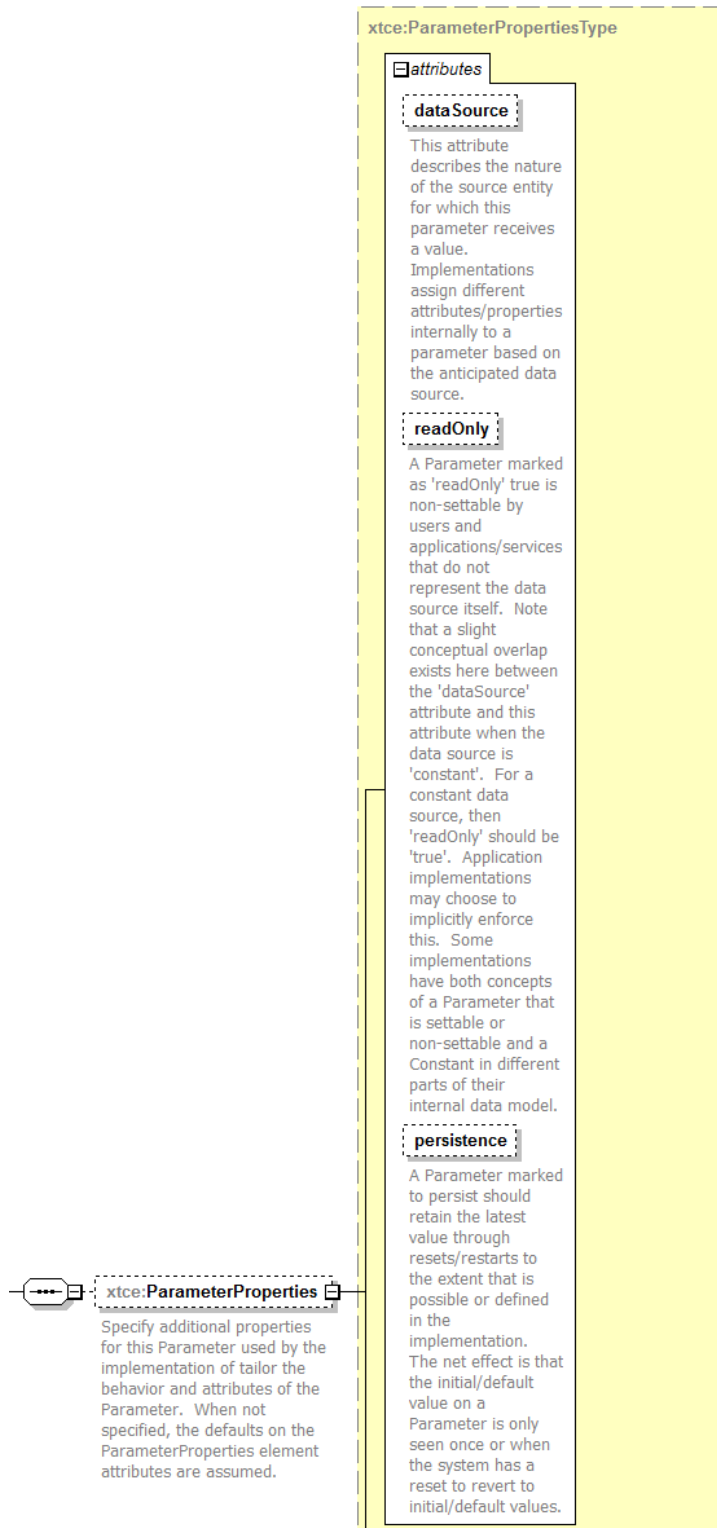 xtce:ParameterPropertiesType
attributes
dataSource
This attribute
describes the nature
of the source entity
for which this
parameter receives
a value.
Implementations
assign different
attributes/properties
internally to a
parameter based on
the anticipated data
source.
readOnly
A Parameter marked
as 'readOnly' true is
non-settable by
users and
applications/services
that do not
represent the data
source itself.  Note
that a slight
conceptual overlap
exists here between
the 'dataSource'
attribute and this
attribute when the
data source is
'constant'.  For a
constant data
source, then
'readOnly' should be
'true'.  Application
implementations
may choose to
implicitly enforce
this.  Some
implementations
have both concepts
of a Parameter that
is settable or
non-settable and a
Constant in different
parts of their
internal data model.
persistence
A Parameter marked
to persist should
retain the latest
value through
resets/restarts to
the extent that is
possible or defined
in the
implementation.
The net effect is that
the initial/default
value on a
Parameter is only
seen once or when
the system has a
reset to revert to
initial/default values.
xtce:ParameterProperties
Specify additional properties
for this Parameter used by the
implementation of tailor the
behavior and attributes of the
Parameter.  When not
specified, the defaults on the
ParameterProperties element
attributes are assumed.